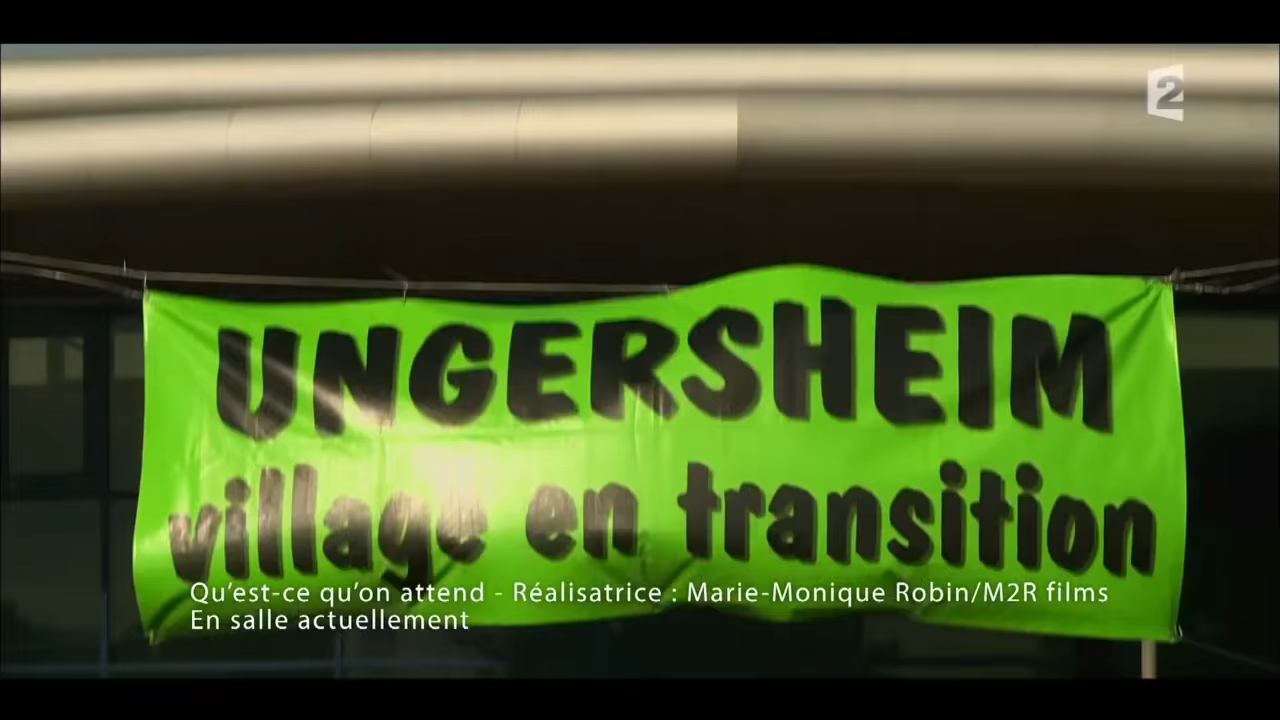 2
UNGERSHEIM
village en transition
Qu'est-ce qu'on attend - Réalisatrice : Marie-Monique Robin/M2R films
En salle actuellement